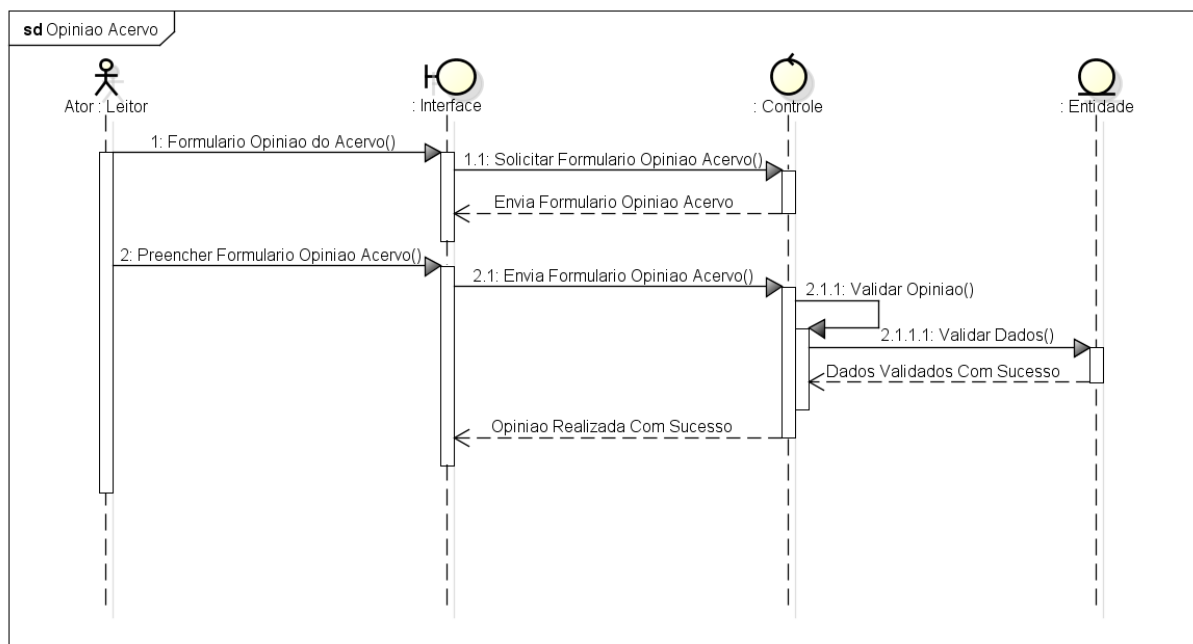 sd Opiniao Acervo
Ator : Leitor
: Interface
: Controle
: Entidade
1: Formulario Opiniao do Acervo()
1.1: Solicitar Formulario Opiniao Acervo()
Envia Formulario Opiniao Acervo
2: Preencher Formulario Opiniao Acervo()
2.1: Envia Formulario Opiniao Acervo()
2.1.1: Validar Opiniao()
2.1.1.1: Validar Dados()
Dados Validados Com Sucesso
Opiniao Realizada Com Sucesso